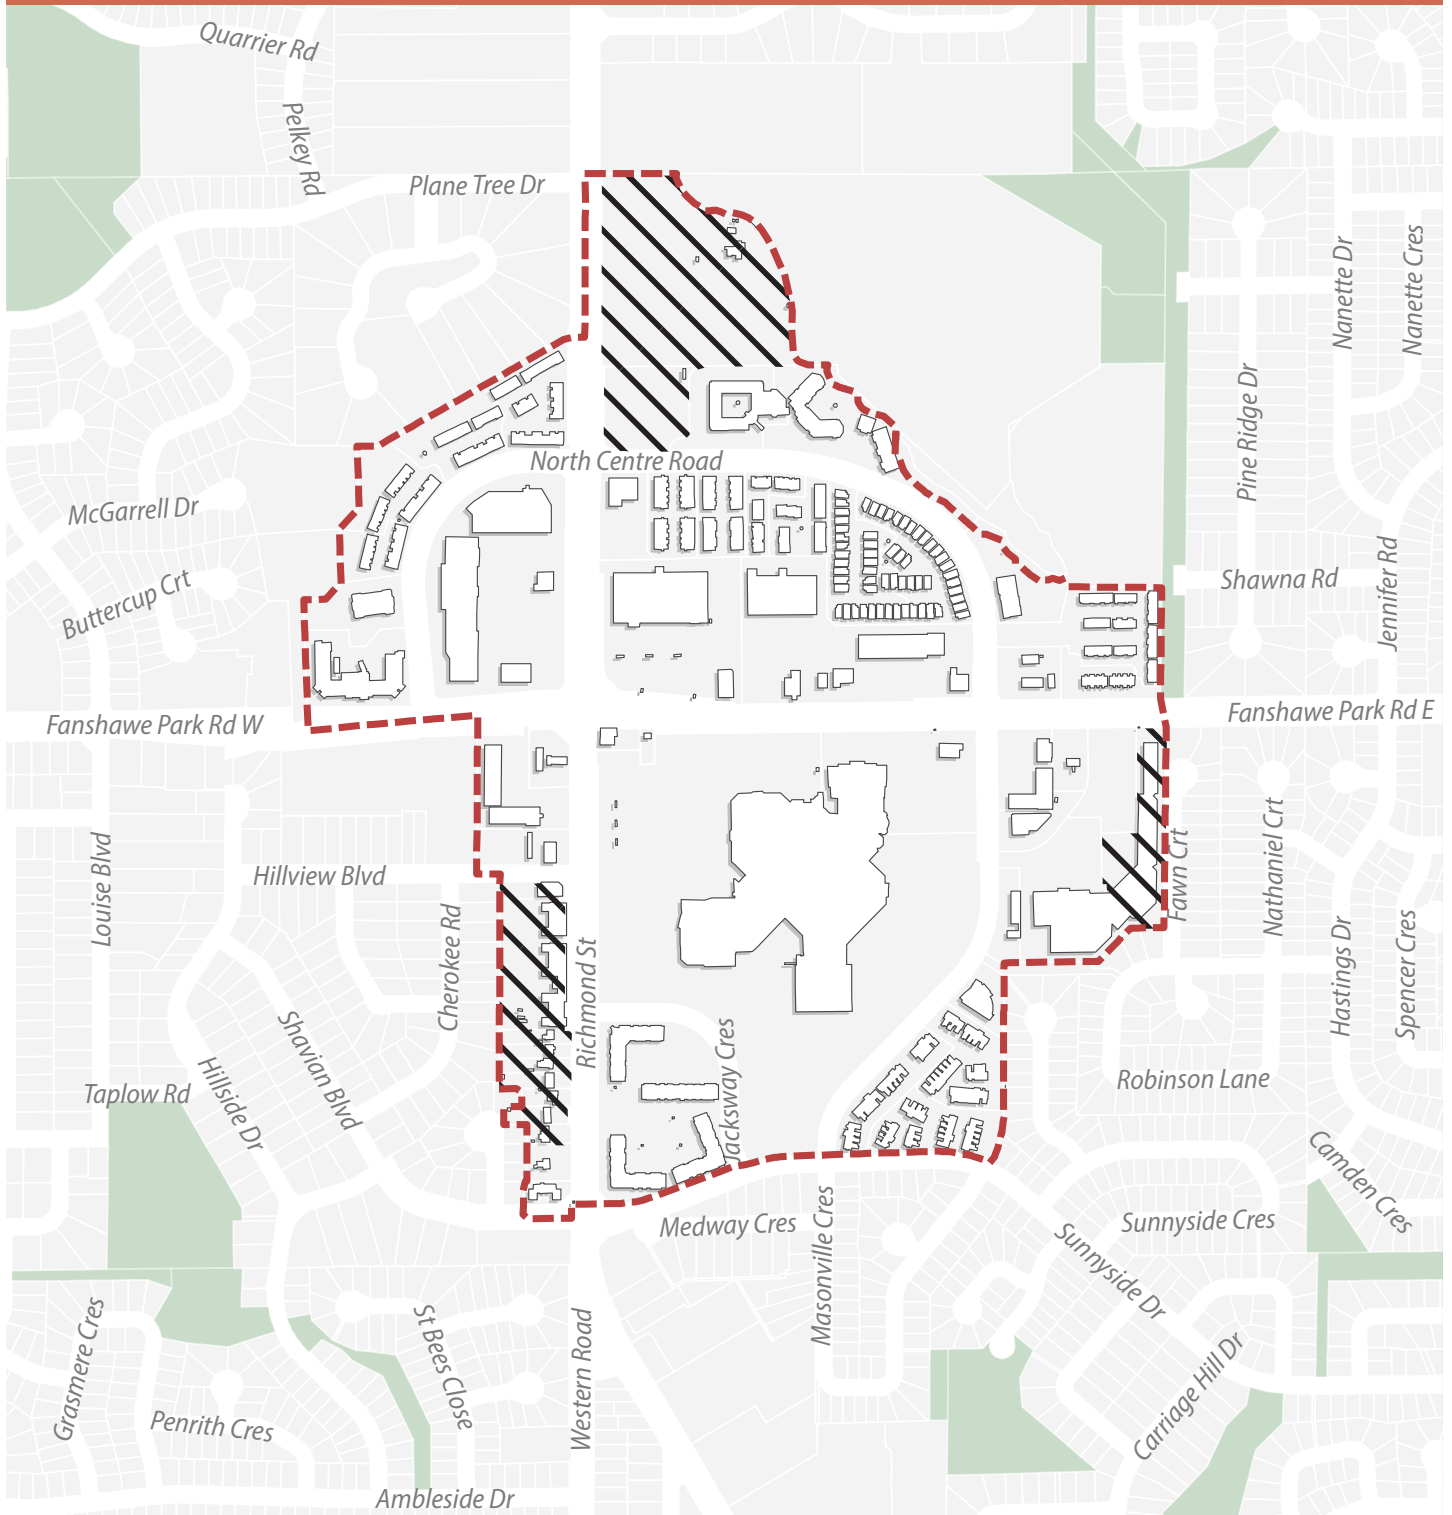 Quarrier Rd
Pelkey Rd
Plane Tree Dr
Nanette Dr
Nanette Cres
Pine Ridge Dr
North Centre Road
McGarrell Dr
Buttercup Crt
Shawna Rd
Jennifer Rd
Fanshawe Park Rd W
Fanshawe Park Rd E
Louise Blvd
Hillview Blvd
Cherokee Rd
Richmond St
Fawn Crt
Nathaniel Crt
Hastings Dr
Spencer Cres
Shavian Blvd
Hillside Dr
Taplow Rd
Jacksway Cres
Robinson Lane
Camden Cres
Medway Cres
Masonville Cres
Sunnyside Cres
Sunnyside Dr
Grasmere Cres
St Bees Close
Western Road
Carriage Hill Dr
Penrith Cres
Ambleside Dr